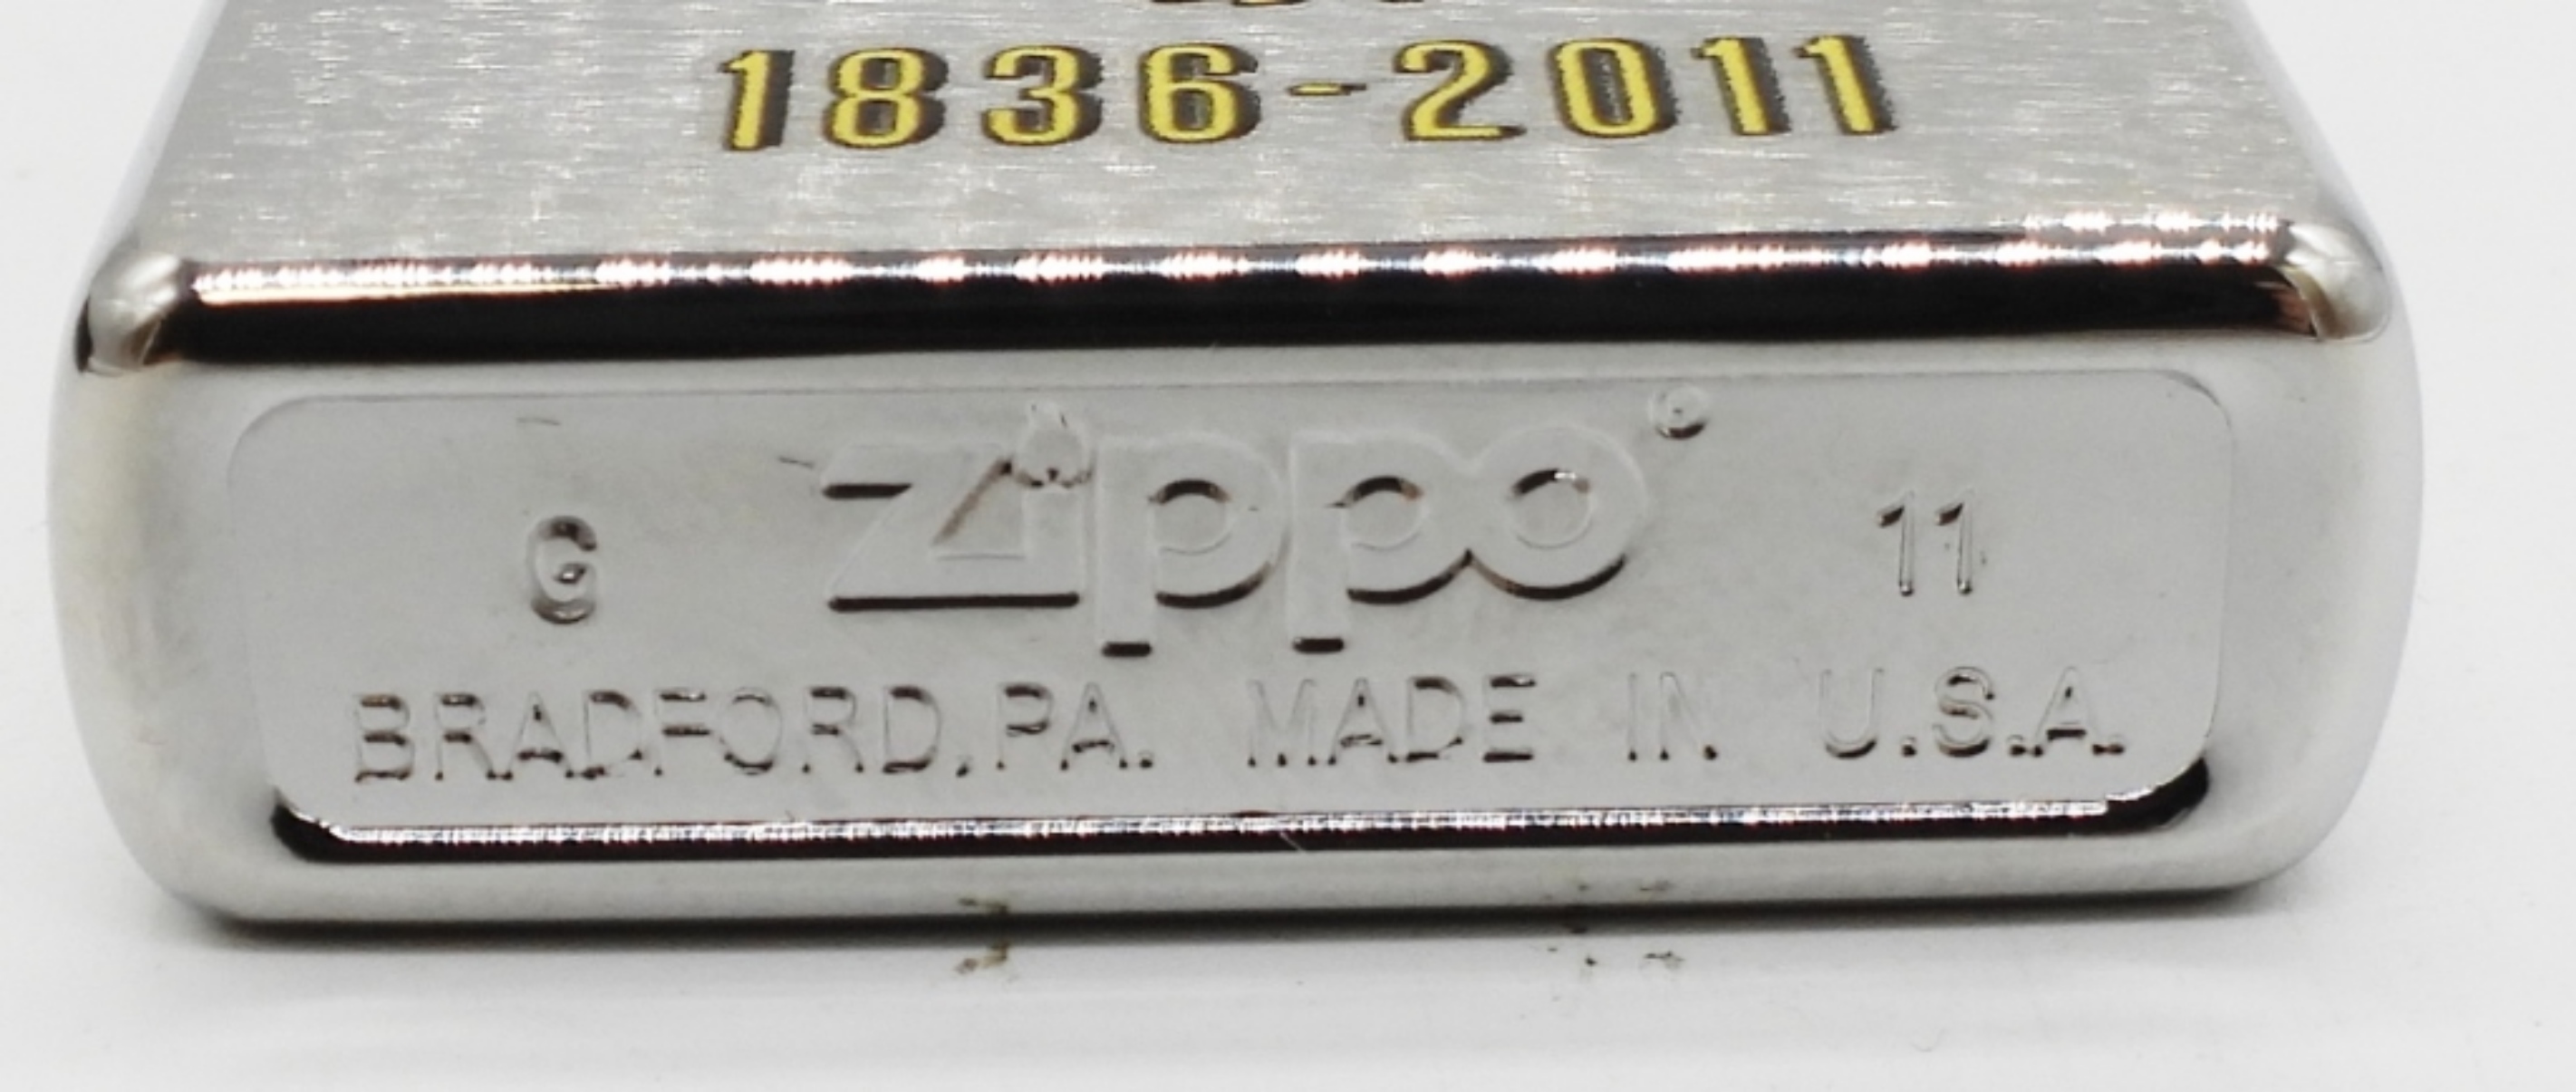 1836-2011
G Zippo® 11
BRADFORD, PA. MADE IN U.S.A.